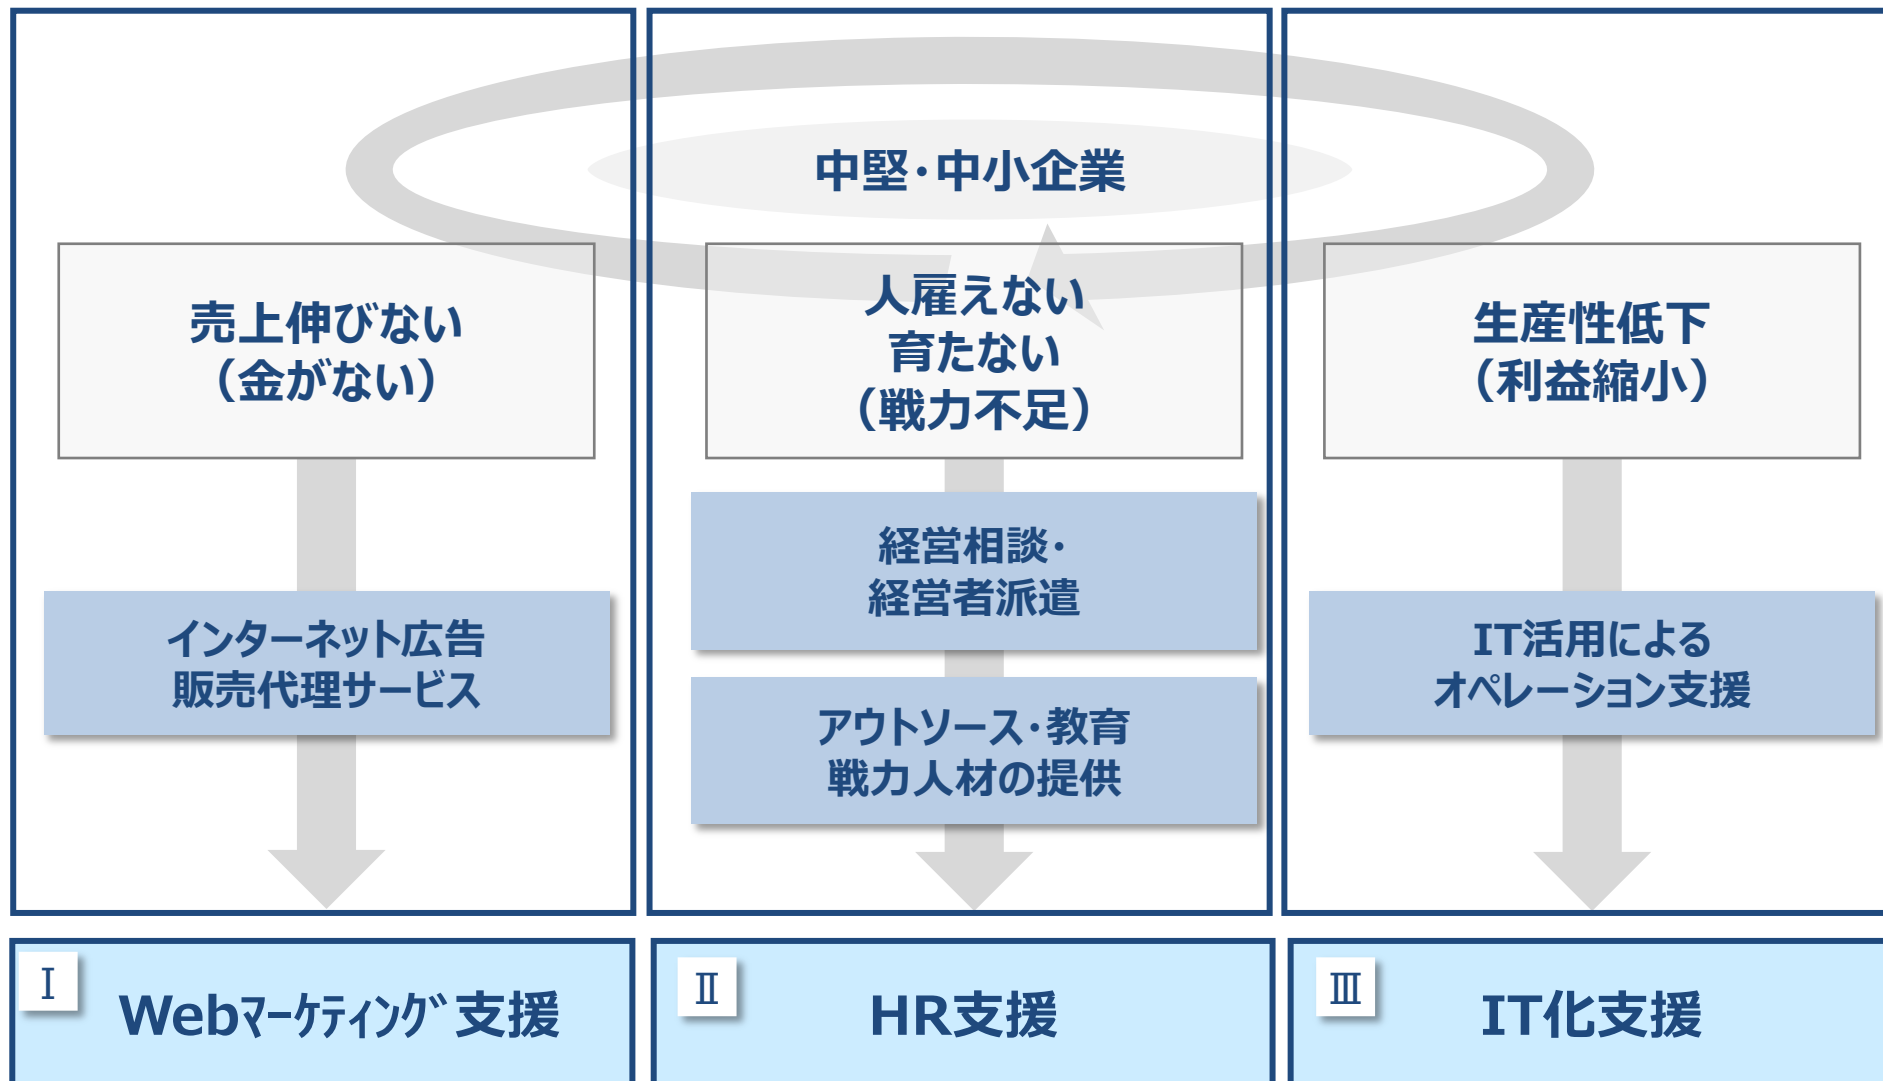 中堅・中小企業
売上伸びない
（金がない）
インターネット広告
販売代理サービス
人雇えない
育たない
（戦力不足）
経営相談・
経営者派遣
アウトソース・教育
戦力人材の提供
生産性低下
（利益縮小）
IT活用による
オペレーション支援
Ⅰ
Webﾏｰｹﾃｨﾝｸﾞ支援
Ⅱ
HR支援
Ⅲ
IT化支援